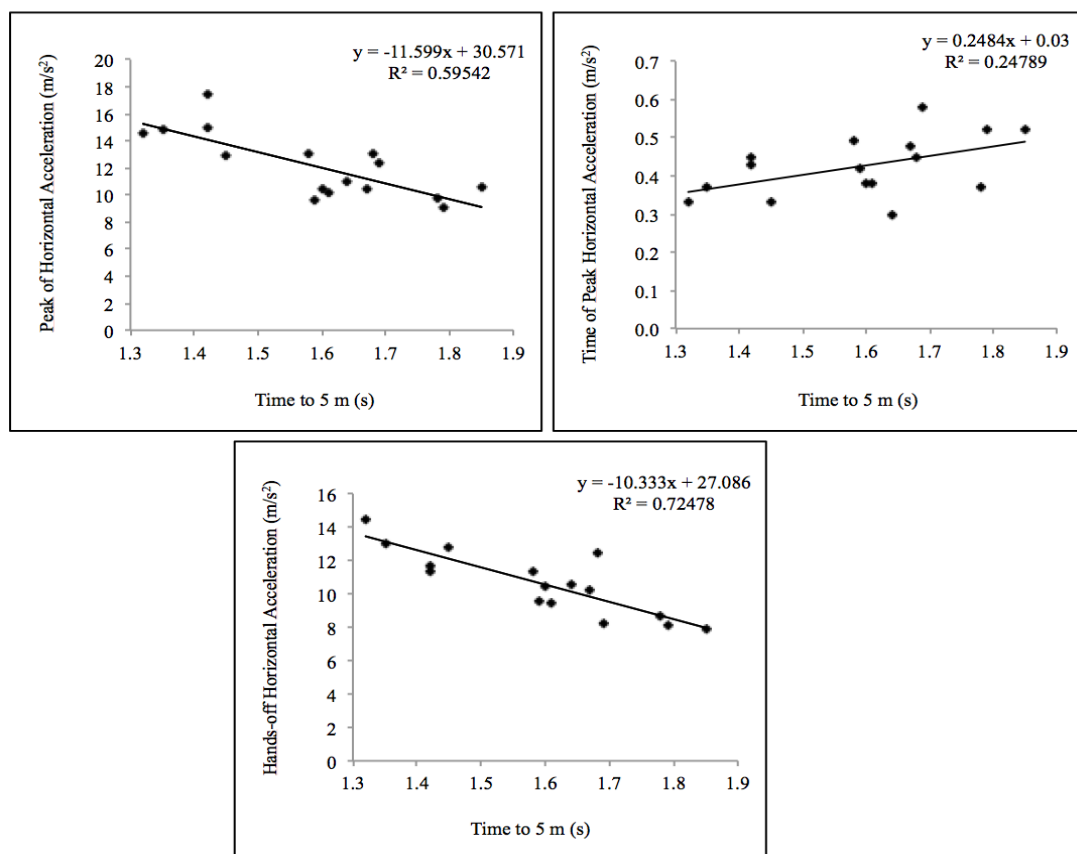 y = -11.599x + 30.571
R² = 0.59542
Peak of Horizontal Acceleration (m/s²)
20
18
16
14
12
10
8
6
4
2
0
1.3 1.4 1.5 1.6 1.7 1.8 1.9
Time to 5 m (s)
y = 0.2484x + 0.03
R² = 0.24789
Time of Peak Horizontal Acceleration (m/s²)
0.7
0.6
0.5
0.4
0.3
0.2
0.1
0.0
1.3 1.4 1.5 1.6 1.7 1.8 1.9
Time to 5 m (s)
y = -10.333x + 27.086
R² = 0.72478
Hands-off Horizontal Acceleration (m/s²)
16
14
12
10
8
6
4
2
0
1.3 1.4 1.5 1.6 1.7 1.8 1.9
Time to 5 m (s)